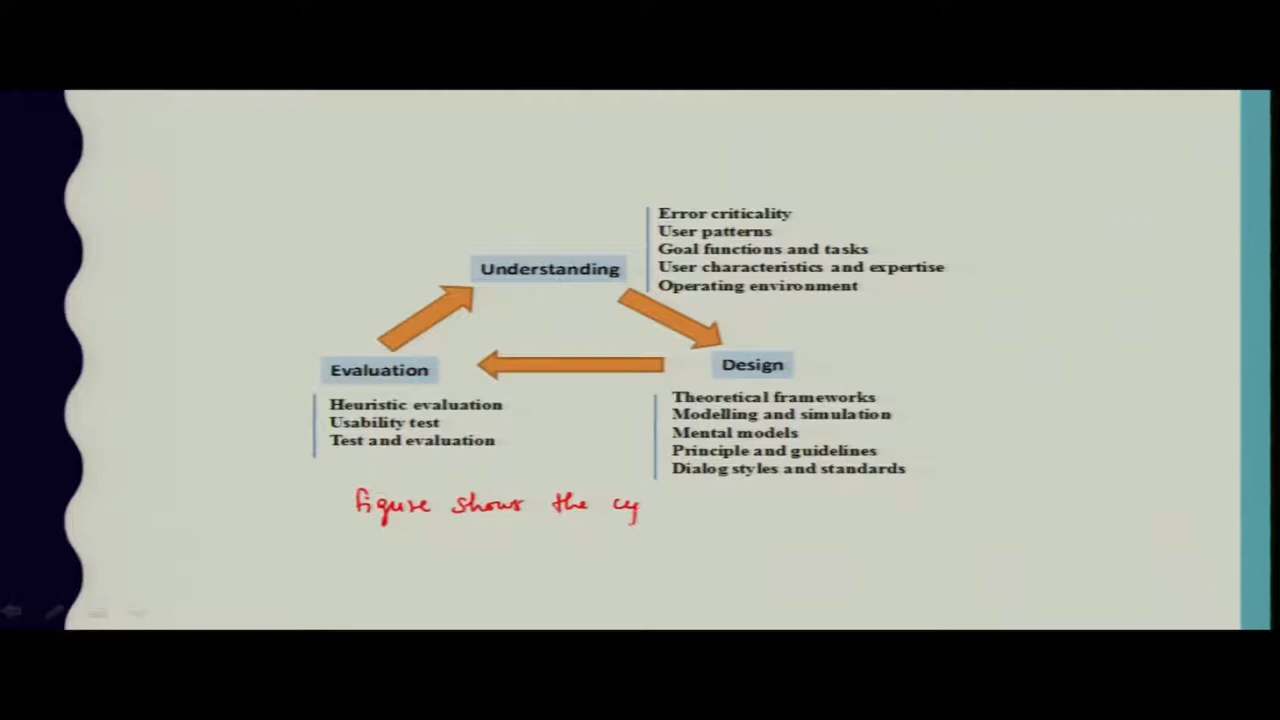 Error criticality
User patterns
Goal functions and tasks
User characteristics and expertise
Operating environment
Understanding
Design
Theoretical frameworks
Modelling and simulation
Mental models
Principle and guidelines
Dialog styles and standards
Evaluation
Heuristic evaluation
Usability test
Test and evaluation
figure shows the cy